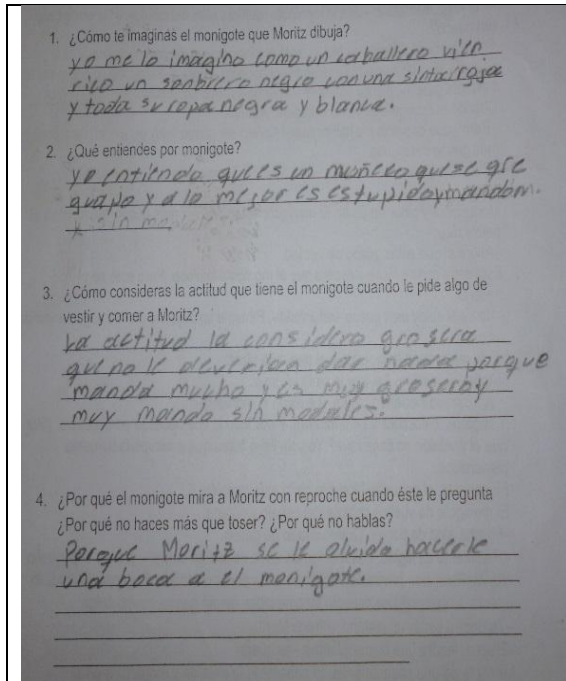 1. ¿Cómo te imaginas el monigote que Moritz dibuja?
yo me lo imagino como un caballero vien
rico un sonbrero negro con una sinta roja
y toda su ropa negra y blanca.
2. ¿Qué entiendes por monigote?
yo entiendo que es un muñeco que se cre
guapo y a lo mejor es estupido y mandon.
3. ¿Cómo consideras la actitud que tiene el monigote cuando le pide algo de
vestir y comer a Moritz?
La actitud la considero grosera
que no le deverian dar nada porque
manda mucho y es muy grosero y
muy mando sin modales.
4. ¿Por qué el monigote mira a Moritz con reproche cuando éste le pregunta
¿Por qué no haces más que toser? ¿Por qué no hablas?
Porque Moritz se le olvido hacerle
una boca a el monigote.